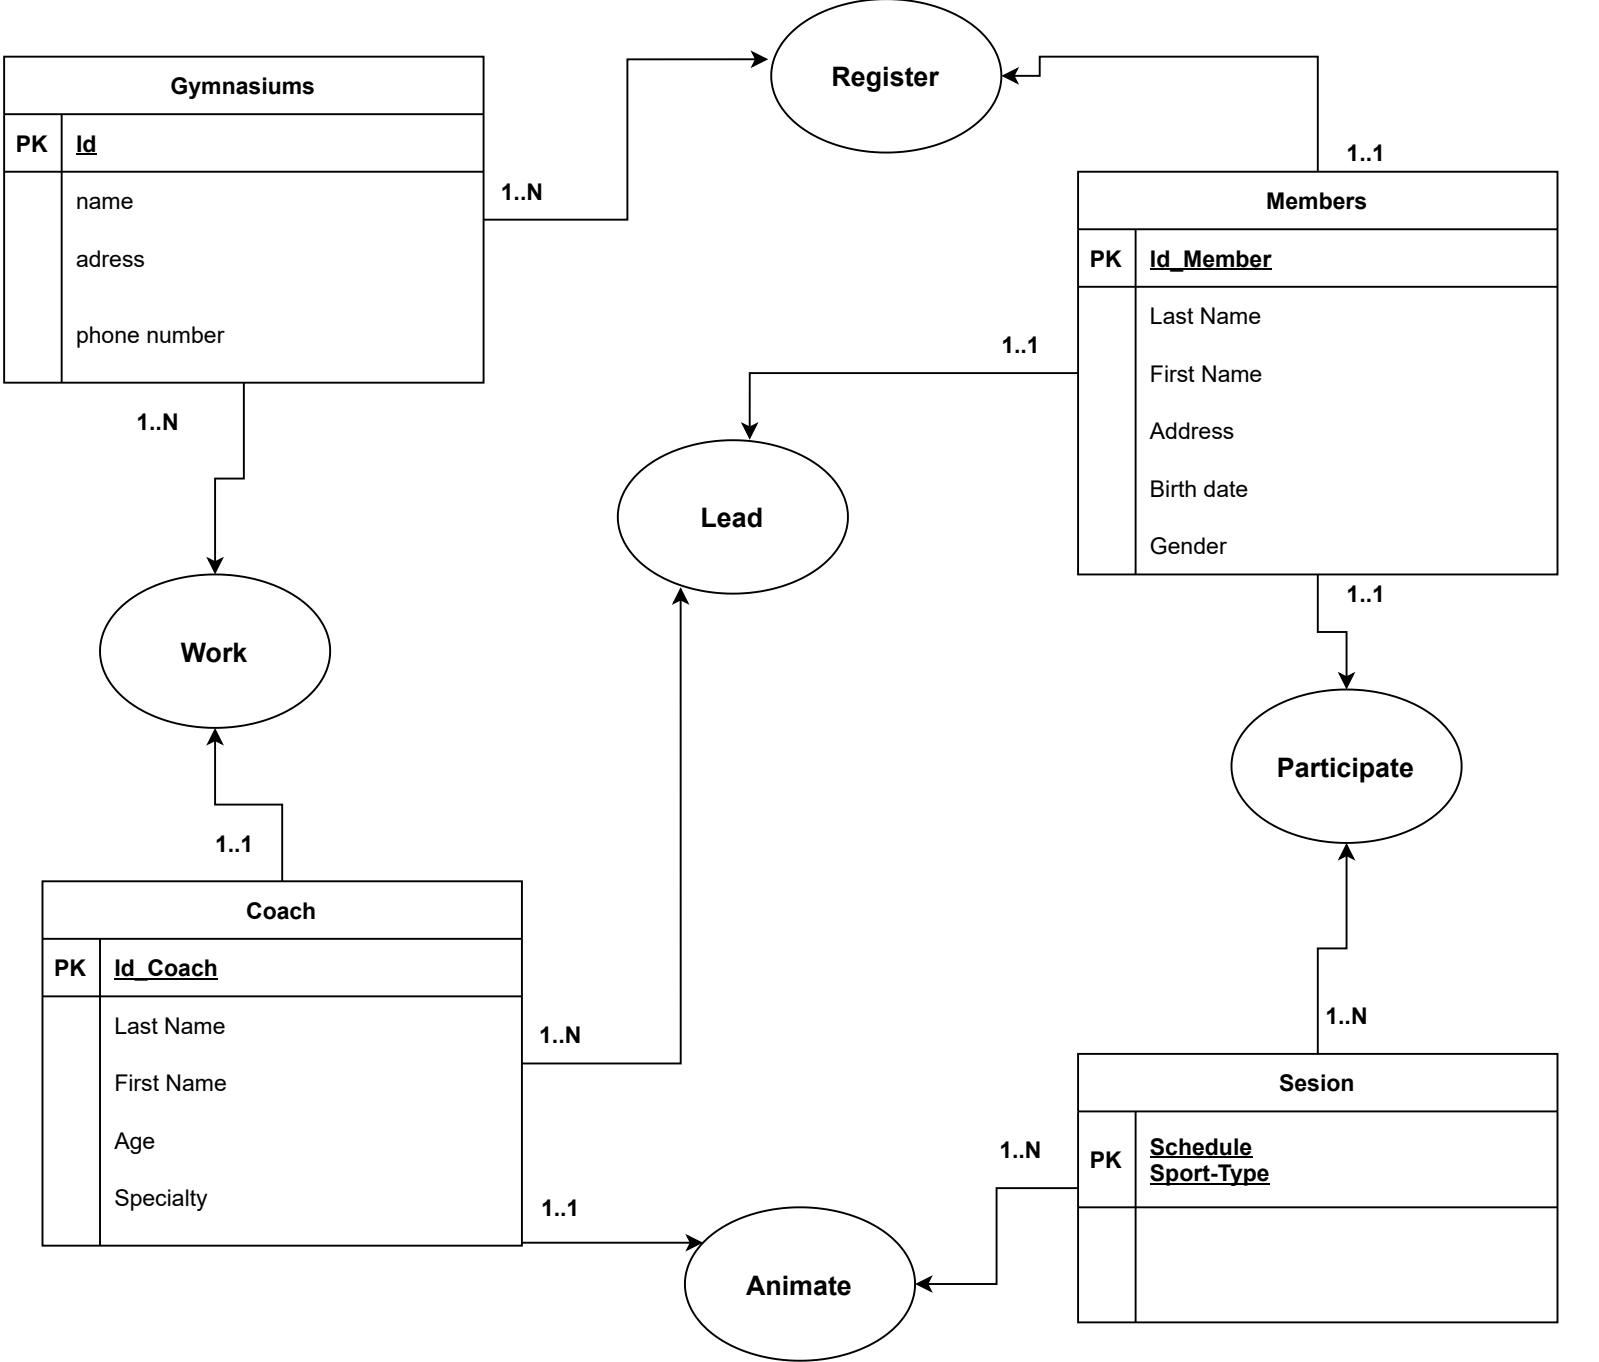 Gymnasiums
PK Id
name
adress
phone number
1..N
1..N
Register
1..1
Members
PK Id_Member
Last Name
First Name
Address
Birth date
Gender
1..1
1..1
Lead
Work
Participate
1..1
Coach
PK Id_Coach
Last Name
First Name
Age
Specialty
1..N
1..1
1..N
Sesion
PK Schedule
Sport-Type
1..N
Animate